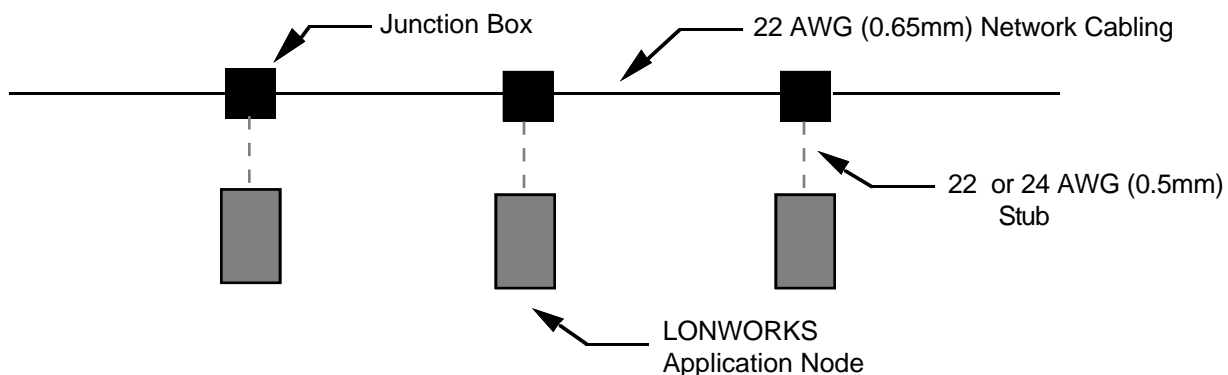 Junction Box
22 AWG (0.65mm) Network Cabling
22 or 24 AWG (0.5mm)
Stub
LONWORKS
Application Node